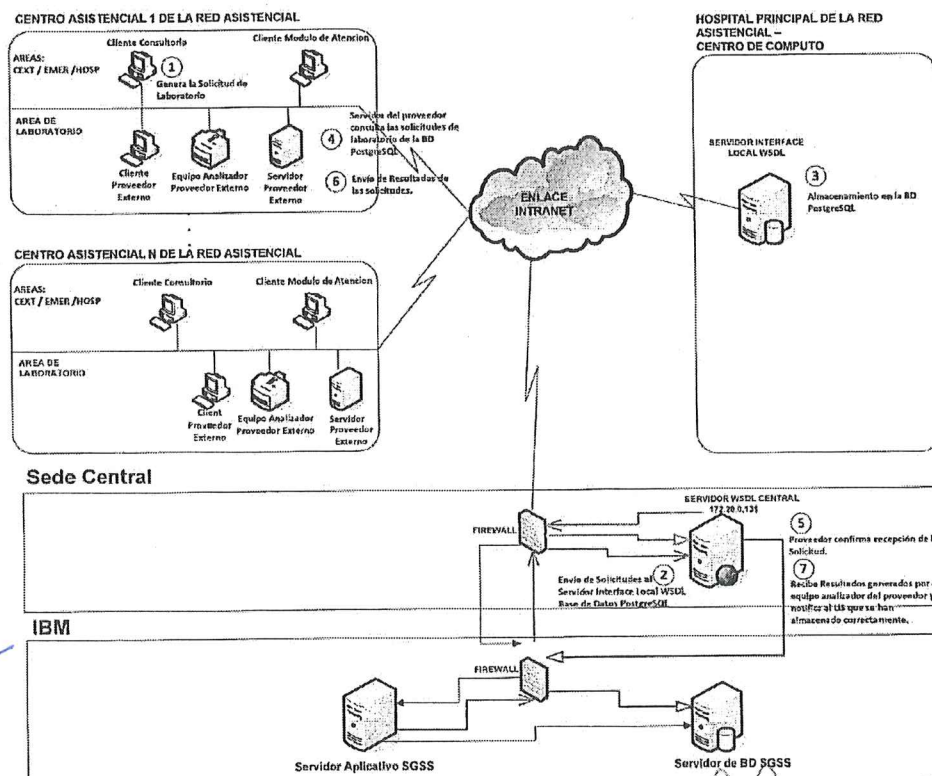 CENTRO ASISTENCIAL 1 DE LA RED ASISTENCIAL
AREAS:
CEXT / EMER /HOSP
Cliente Consultorio
Cliente Modulo de Atencion
1
Genera la Solicitud de
Laboratorio
AREA DE
LABORATORIO
Cliente
Proveedor
Externo
Equipo Analizador
Proveedor Externo
Servidor
Proveedor
Externo
4
Servidor del proveedor
consulta las solicitudes de
laboratorio de la BD
PostgreSQL
6
Envío de Resultados de
las solicitudes.
ENLACE
INTRANET
HOSPITAL PRINCIPAL DE LA RED
ASISTENCIAL –
CENTRO DE COMPUTO
SERVIDOR INTERFACE
LOCAL WSDL
3
Almacenamiento en la BD
PostgreSQL
CENTRO ASISTENCIAL N DE LA RED ASISTENCIAL
AREAS:
CEXT / EMER /HOSP
Cliente Consultorio
Cliente Modulo de Atencion
AREA DE
LABORATORIO
Client
Proveedor
Externo
Equipo Analizador
Proveedor Externo
Servidor
Proveedor
Externo
Sede Central
FIREWALL
SERVIDOR WSDL CENTRAL
2
Envio de Solicitudes al
Servidor Interface Local WSDL
Base de Datos PostgreSQL
5
Proveedor confirma recepción de
Solicitud.
7
Recibe Resultados generados por
equipo analizador del proveedor y
notifica al LIS que se han
almacenado correctamente.
IBM
FIREWALL
Servidor Aplicativo SGSS
Servidor de BD SGSS